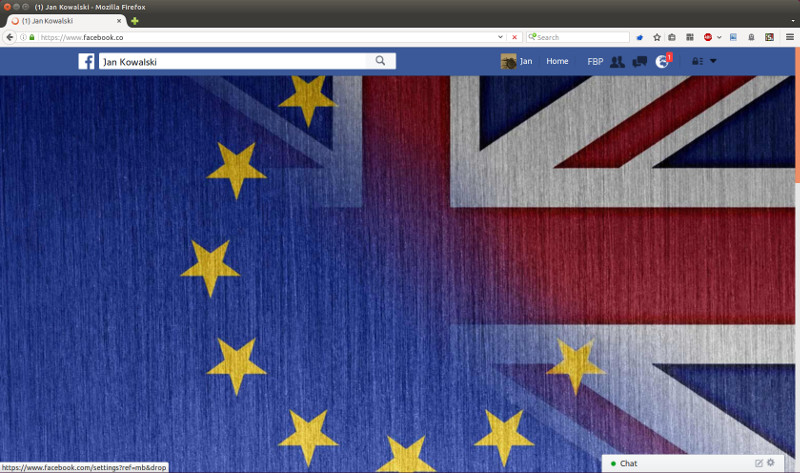 (1) Jan Kowalski - Mozilla Firefox
(1) Jan Kowalski
https://www.facebook.co
Search
Jan Kowalski
Jan Home FBP 1
Chat
https://www.facebook.com/settings?ref=mb&drop